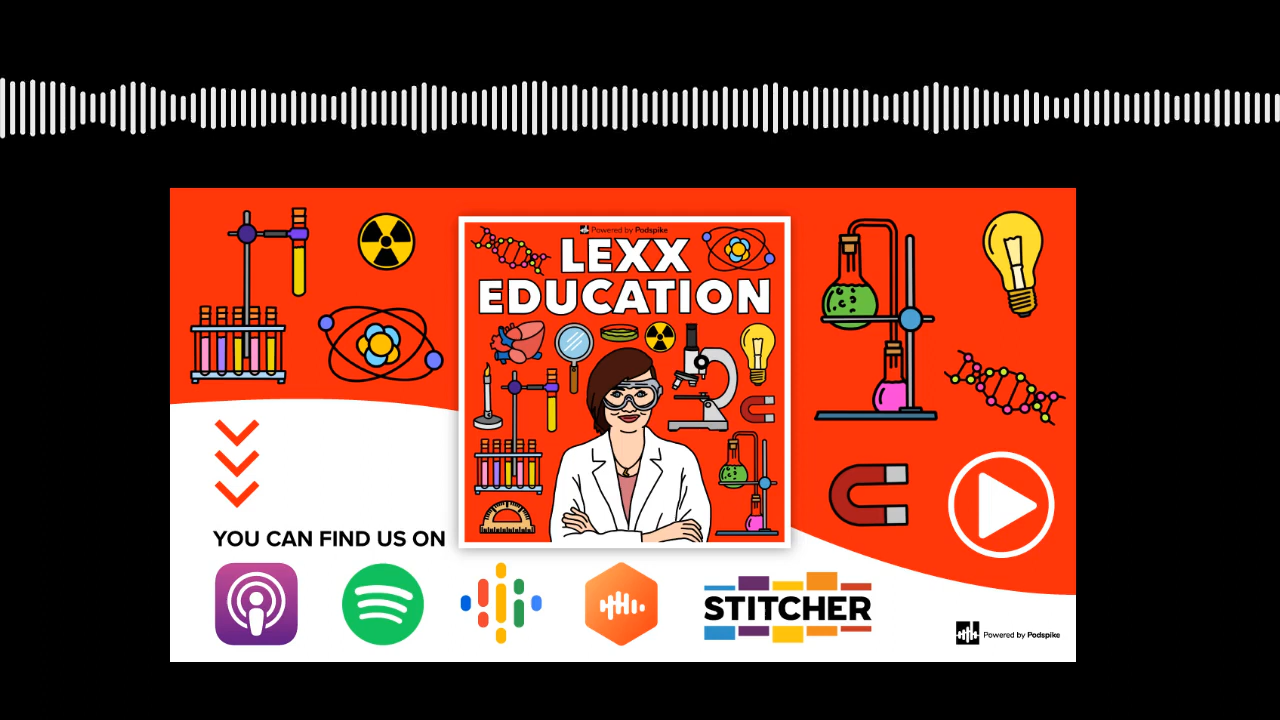 Powered by Podspike
LEXX
EDUCATION
YOU CAN FIND US ON
STITCHER
Powered by Podspike